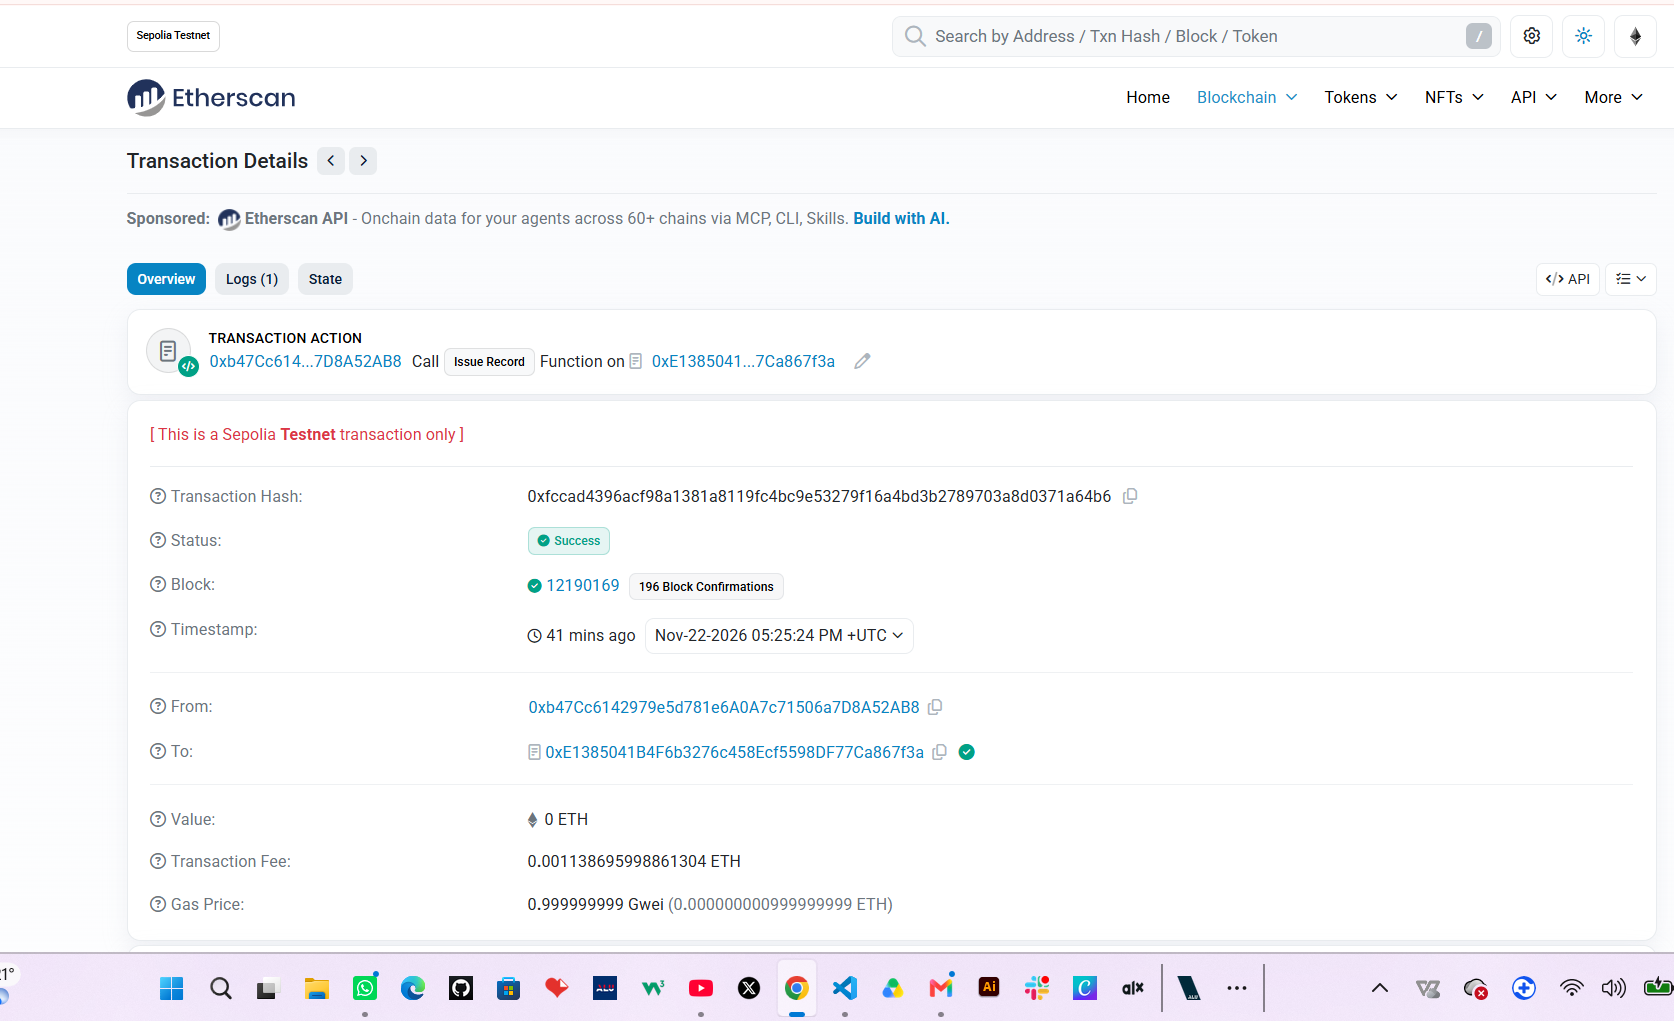 Sepolia Testnet
Search by Address / Txn Hash / Block / Token /
Etherscan
Home Blockchain Tokens NFTs API More
Transaction Details
Sponsored: Etherscan API - Onchain data for your agents across 60+ chains via MCP, CLI, Skills. Build with AI.
Overview Logs (1) State </> API
TRANSACTION ACTION
0xb47Cc614...7D8A52AB8 Call Issue Record Function on 0xE1385041...7Ca867f3a
[ This is a Sepolia Testnet transaction only ]
Transaction Hash: 0xfccad4396acf98a1381a8119fc4bc9e53279f16a4bd3b2789703a8d0371a64b6
Status: Success
Block: 12190169 196 Block Confirmations
Timestamp: 41 mins ago Nov-22-2026 05:25:24 PM +UTC
From: 0xb47Cc6142979e5d781e6A0A7c71506a7D8A52AB8
To: 0xE1385041B4F6b3276c458Ecf5598DF77Ca867f3a
Value: 0 ETH
Transaction Fee: 0.001138695998861304 ETH
Gas Price: 0.999999999 Gwei (0.000000000999999999 ETH)
ALU W3 X Ai C alx ALU